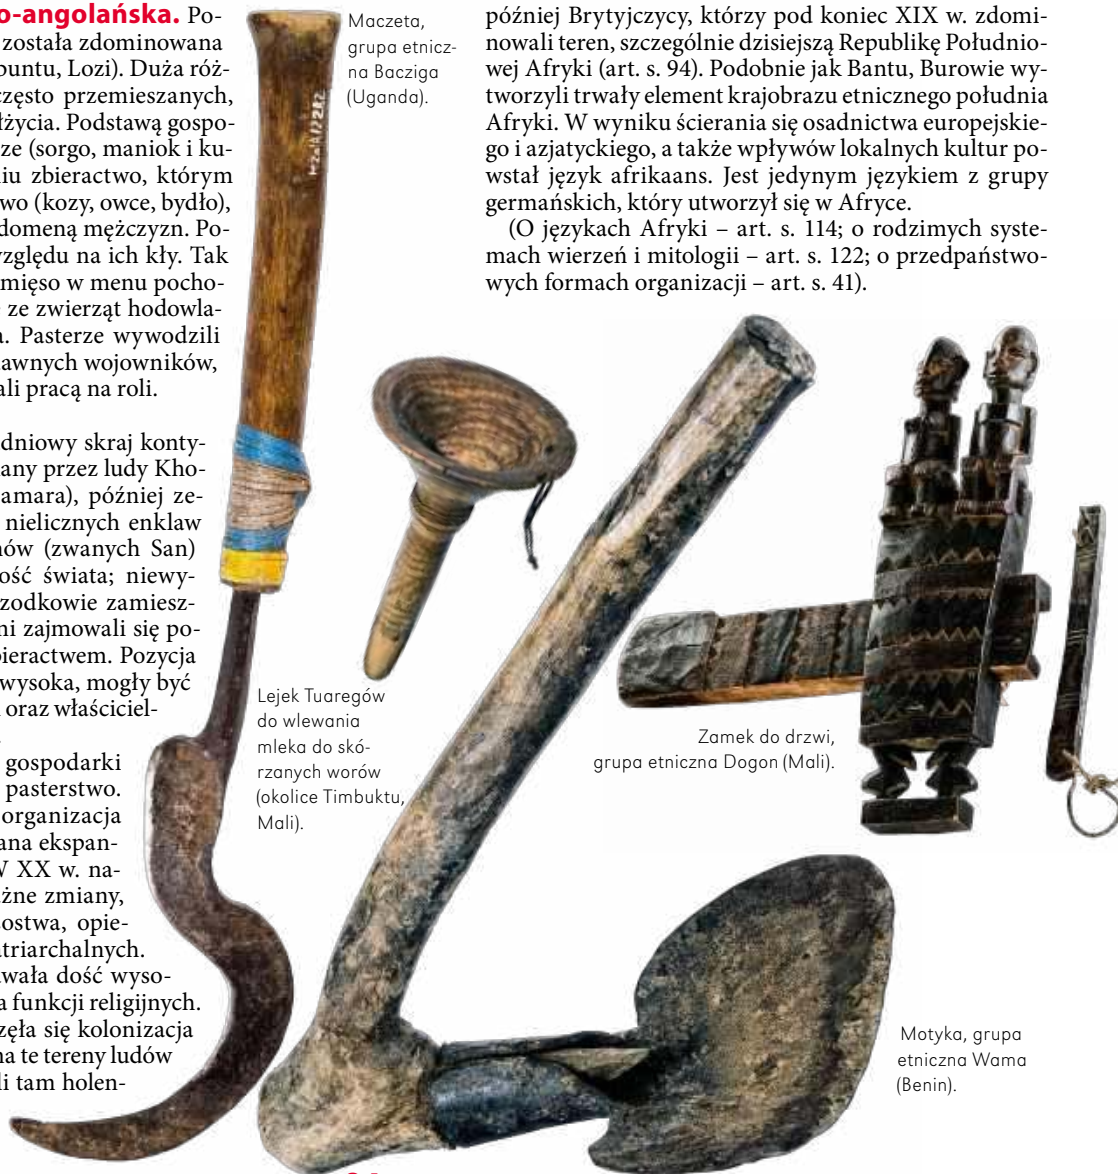 o-angolańska. Po-
została zdominowana
buntu, Lozi). Duża róż-
zęsto przemieszanych,
łżycia. Podstawą gospo-
ze (sorgo, maniok i ku-
iu zbieractwo, którym
wo (kozy, owce, bydło),
domeną mężczyzn. Po-
względu na ich kły. Tak
mięso w menu pocho-
ze zwierząt hodowla-
a. Pasterze wywodzili
awnych wojowników,
ali pracą na roli.
dniowy skraj konty-
any przez ludy Kho-
amara), później ze-
nielicznych enklaw
nów (zwanych San)
ość świata; niewy-
zodkowie zamiesz-
ni zajmowali się po-
bieractwem. Pozycja
wysoka, mogły być
oraz właściciel-
gospodarki
pasterstwo.
organizacja
ana ekspan-
W XX w. na-
żne zmiany,
ostwa, opie-
atriarchalnych.
wała dość wyso-
a funkcji religijnych.
zęła się kolonizacja
na te tereny ludów
li tam holen-
Maczeta,
grupa etnicz-
na Bacziga
(Uganda).
później Brytyjczycy, którzy pod koniec XIX w. zdomi-
nowali teren, szczególnie dzisiejszą Republikę Południo-
wej Afryki (art. s. 94). Podobnie jak Bantu, Burowie wy-
tworzyli trwały element krajobrazu etnicznego południa
Afryki. W wyniku ścierania się osadnictwa europejskie-
go i azjatyckiego, a także wpływów lokalnych kultur po-
wstał język afrikaans. Jest jedynym językiem z grupy
germańskich, który utworzył się w Afryce.
(O językach Afryki – art. s. 114; o rodzimych syste-
mach wierzeń i mitologii – art. s. 122; o przedpaństwo-
wych formach organizacji – art. s. 41).
Lejek Tuaregów
do wlewania
mleka do skó-
rzanych worów
(okolice Timbuktu,
Mali).
Zamek do drzwi,
grupa etniczna Dogon (Mali).
Motyka, grupa
etniczna Wama
(Benin).